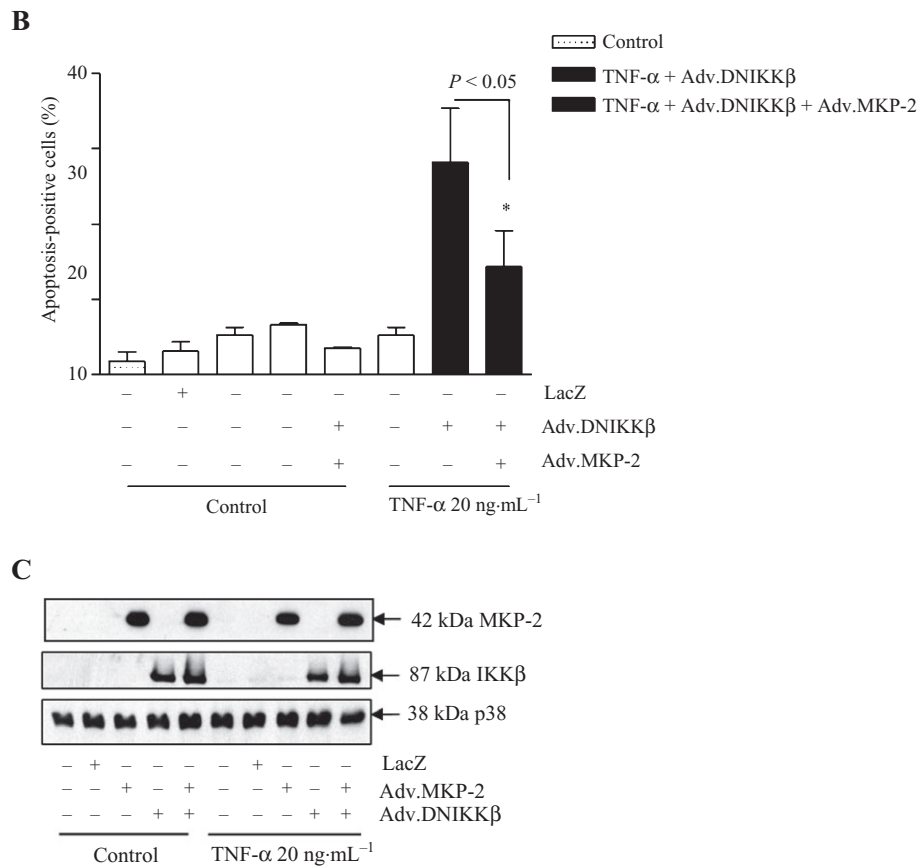 B
Control
TNF-α + Adv.DNIKKβ
TNF-α + Adv.DNIKKβ + Adv.MKP-2
P < 0.05
*
Apoptosis-positive cells (%)
40
30
20
10
– + – – – – – – LacZ
– – – – + – + + Adv.DNIKKβ
– – – – + – – + Adv.MKP-2
Control
TNF-α 20 ng·mL⁻¹
C
42 kDa MKP-2
87 kDa IKKβ
38 kDa p38
– + – – – – + – – – LacZ
– – + – + – – + – + Adv.MKP-2
– – – + + – – – + + Adv.DNIKKβ
Control
TNF-α 20 ng·mL⁻¹